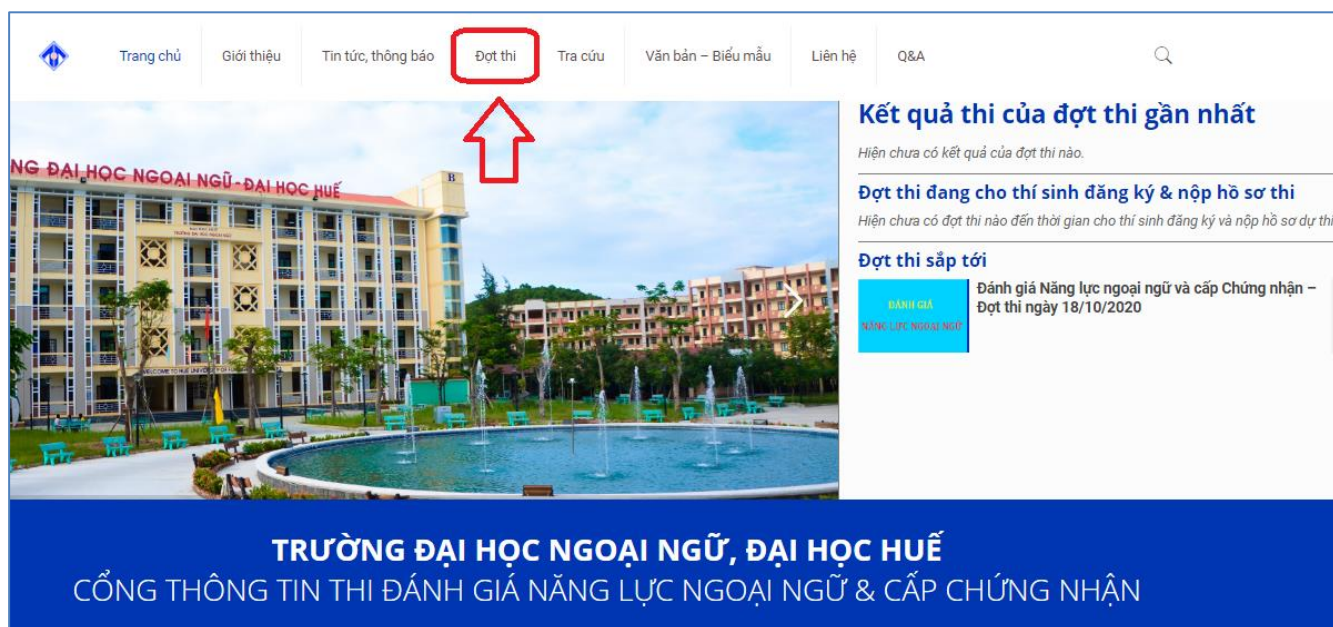 Trang chủ
Giới thiệu
Tin tức, thông báo
Đợt thi
Tra cứu
Văn bản – Biểu mẫu
Liên hệ
Q&A
NG ĐẠI HỌC NGOẠI NGỮ - ĐẠI HỌC HUẾ
B
Kết quả thi của đợt thi gần nhất
Hiện chưa có kết quả của đợt thi nào.
Đợt thi đang cho thí sinh đăng ký & nộp hồ sơ thi
Hiện chưa có đợt thi nào đến thời gian cho thí sinh đăng ký và nộp hồ sơ dự thi
Đợt thi sắp tới
ĐÁNH GIÁ
NĂNG LỰC NGOẠI NGỮ
Đánh giá Năng lực ngoại ngữ và cấp Chứng nhận –
Đợt thi ngày 18/10/2020
TRƯỜNG ĐẠI HỌC NGOẠI NGỮ, ĐẠI HỌC HUẾ
CỔNG THÔNG TIN THI ĐÁNH GIÁ NĂNG LỰC NGOẠI NGỮ & CẤP CHỨNG NHẬN